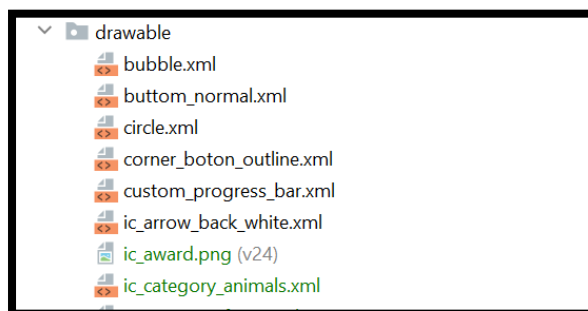 drawable
bubble.xml
buttom_normal.xml
circle.xml
corner_boton_outline.xml
custom_progress_bar.xml
ic_arrow_back_white.xml
ic_award.png (v24)
ic_category_animals.xml